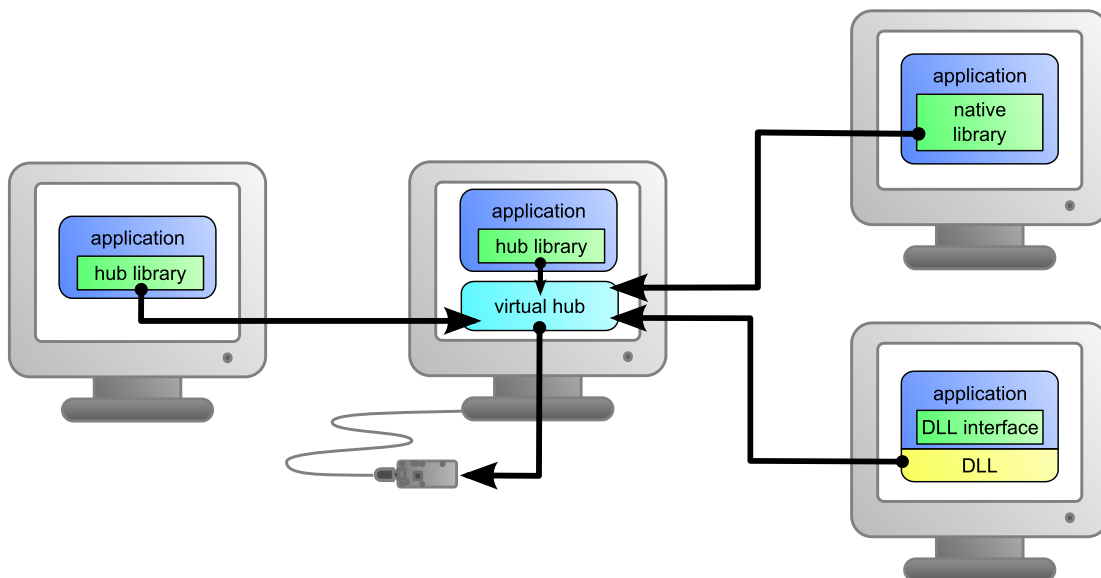 application
hub library
application
hub library
virtual hub
application
native
library
application
DLL interface
DLL